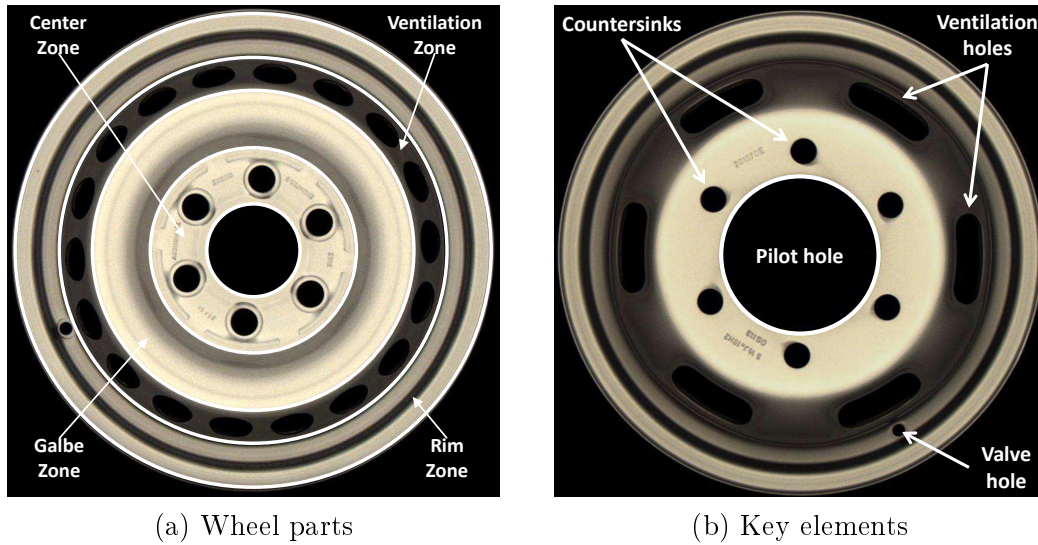 Center
Zone
Ventilation
Zone
Galbe
Zone
Rim
Zone
(a) Wheel parts
Countersinks
Ventilation
holes
Pilot hole
Valve
hole
(b) Key elements